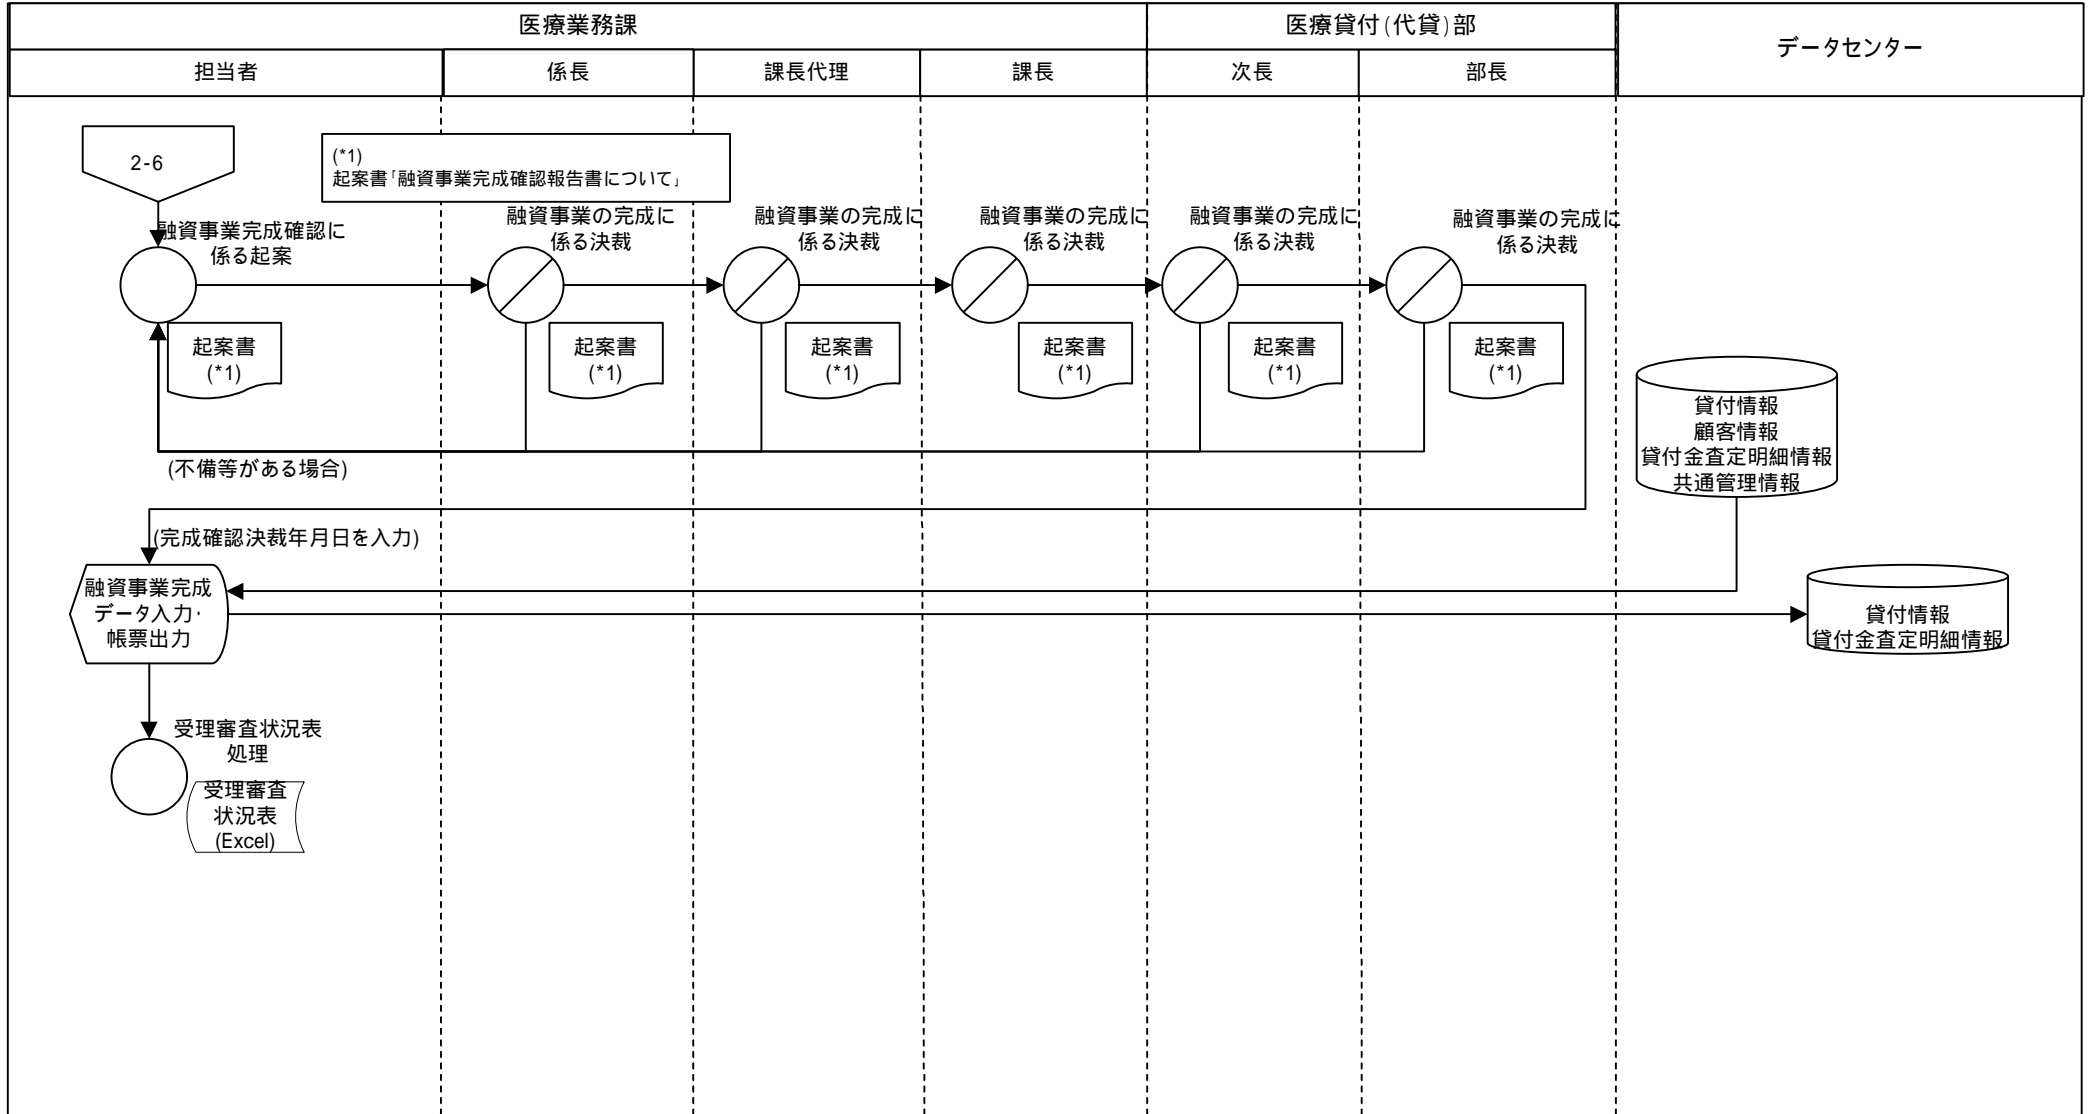 医療業務課
医療貸付(代貸)部
データセンター
担当者
係長
課長代理
課長
次長
部長
2-6
(*1)
起案書「融資事業完成確認報告書について」
融資事業完成確認に
係る起案
融資事業の完成に
係る決裁
融資事業の完成に
係る決裁
融資事業の完成に
係る決裁
融資事業の完成に
係る決裁
融資事業の完成に
係る決裁
起案書
(*1)
起案書
(*1)
起案書
(*1)
起案書
(*1)
起案書
(*1)
起案書
(*1)
貸付情報
顧客情報
貸付金査定明細情報
共通管理情報
(不備等がある場合)
(完成確認決裁年月日を入力)
融資事業完成
データ入力・
帳票出力
貸付情報
貸付金査定明細情報
受理審査状況表
処理
受理審査
状況表
(Excel)